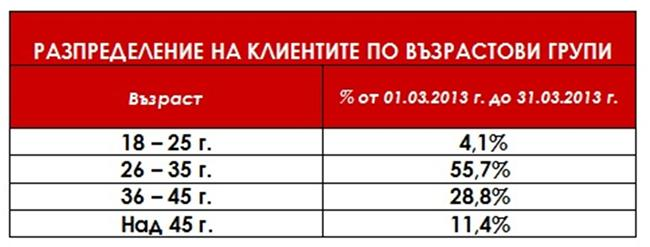 РАЗПРЕДЕЛЕНИЕ НА КЛИЕНТИТЕ ПО ВЪЗРАСТОВИ ГРУПИ
Възраст % от 01.03.2013 г. до 31.03.2013 г.
18 – 25 г. 4,1%
26 – 35 г. 55,7%
36 – 45 г. 28,8%
Над 45 г. 11,4%